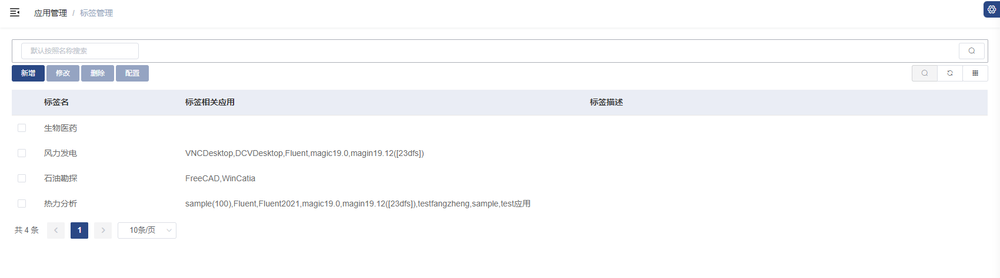 应用管理 / 标签管理
默认按照名称搜索
新增 修改 删除 配置
标签名 标签相关应用 标签描述
生物医药
风力发电 VNCDesktop,DCVDesktop,Fluent,magic19.0,magin19.12([23dfs])
石油勘探 FreeCAD,WinCatia
热力分析 sample(100),Fluent,Fluent2021,magic19.0,magin19.12([23dfs]),testfangzheng,sample,test应用
共 4 条 1 10条/页